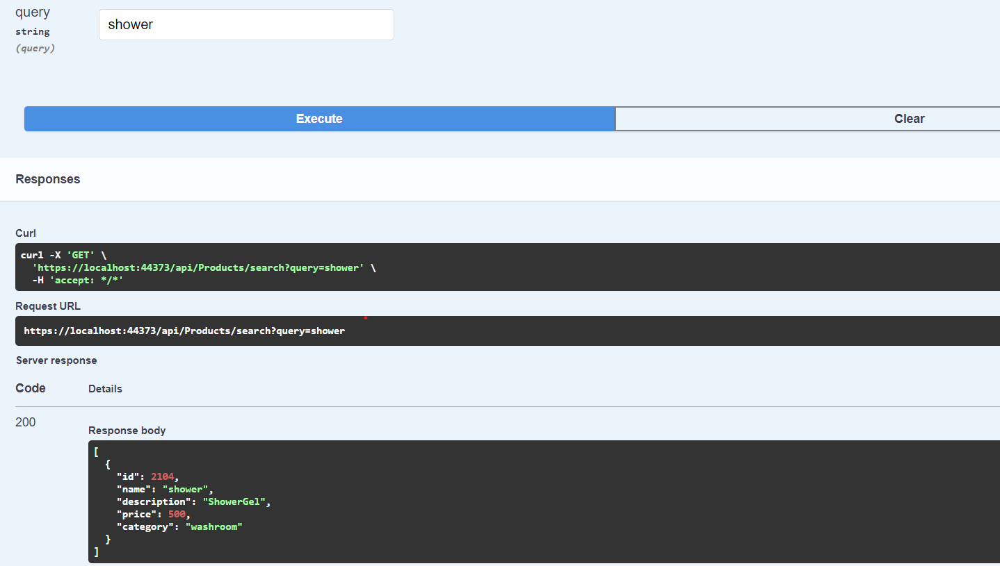 query
string
(query)
shower
Execute
Clear
Responses
Curl
curl -X 'GET' \
  'https://localhost:44373/api/Products/search?query=shower' \
  -H 'accept: */*'
Request URL
https://localhost:44373/api/Products/search?query=shower
Server response
Code Details
200
Response body
[
  {
    "id": 2104,
    "name": "shower",
    "description": "ShowerGel",
    "price": 500,
    "category": "washroom"
  }
]